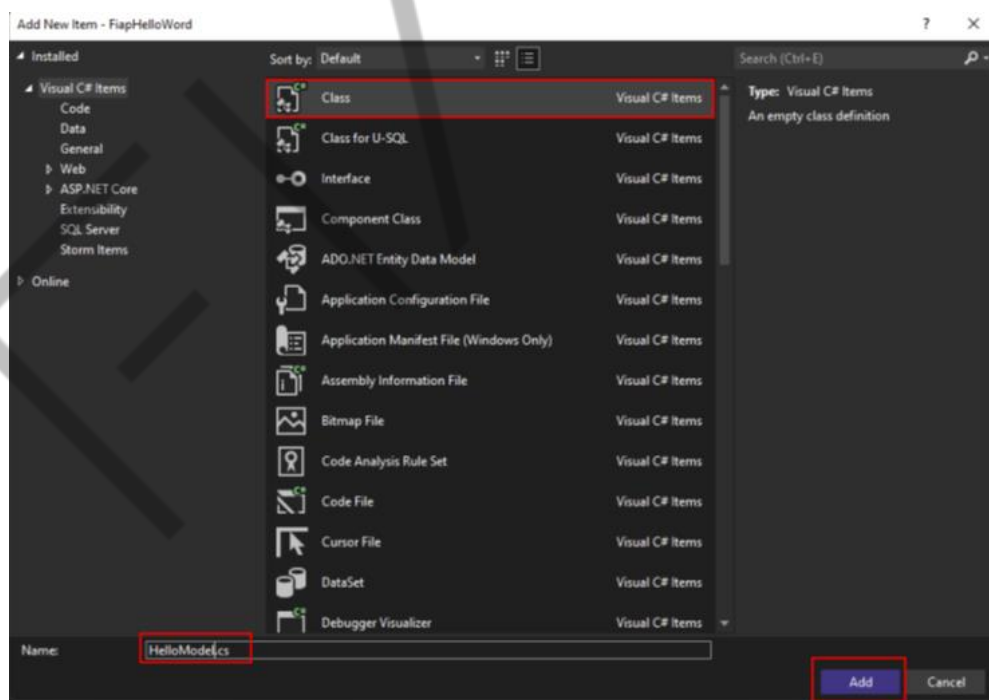 Add New Item - FiapHelloWord
Installed
Sort by: Default
Search (Ctrl+E)
Visual C# Items
Code
Data
General
Web
ASP.NET Core
Extensibility
SQL Server
Storm Items
Online
Class Visual C# Items
Class for U-SQL Visual C# Items
Interface Visual C# Items
Component Class Visual C# Items
ADO.NET Entity Data Model Visual C# Items
Application Configuration File Visual C# Items
Application Manifest File (Windows Only) Visual C# Items
Assembly Information File Visual C# Items
Bitmap File Visual C# Items
Code Analysis Rule Set Visual C# Items
Code File Visual C# Items
Cursor File Visual C# Items
DataSet Visual C# Items
Debugger Visualizer Visual C# Items
Type: Visual C# Items
An empty class definition
Name: HelloModel.cs
Add Cancel